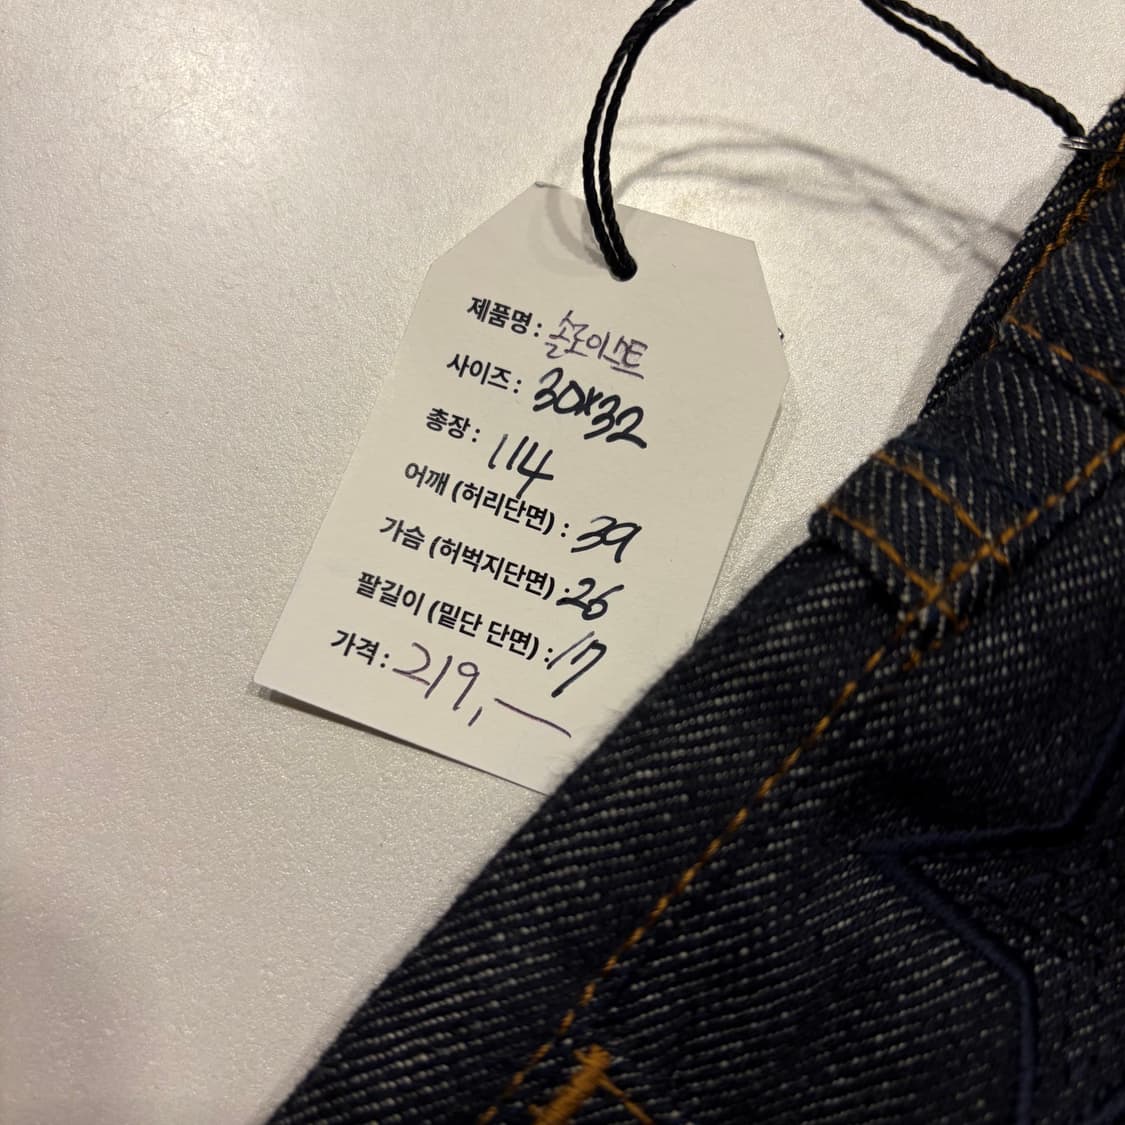 제품명: 솔로이스트
사이즈: 30x32
총장: 114
어깨 (허리단면) : 39
가슴 (허벅지단면) : 26
팔길이 (밑단 단면) : 17
가격: 219,—